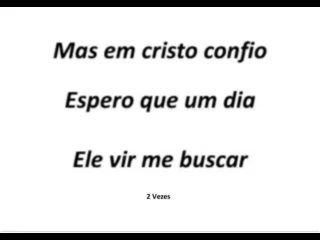 Mas em cristo confio
Espero que um dia
Ele vir me buscar
2 Vezes